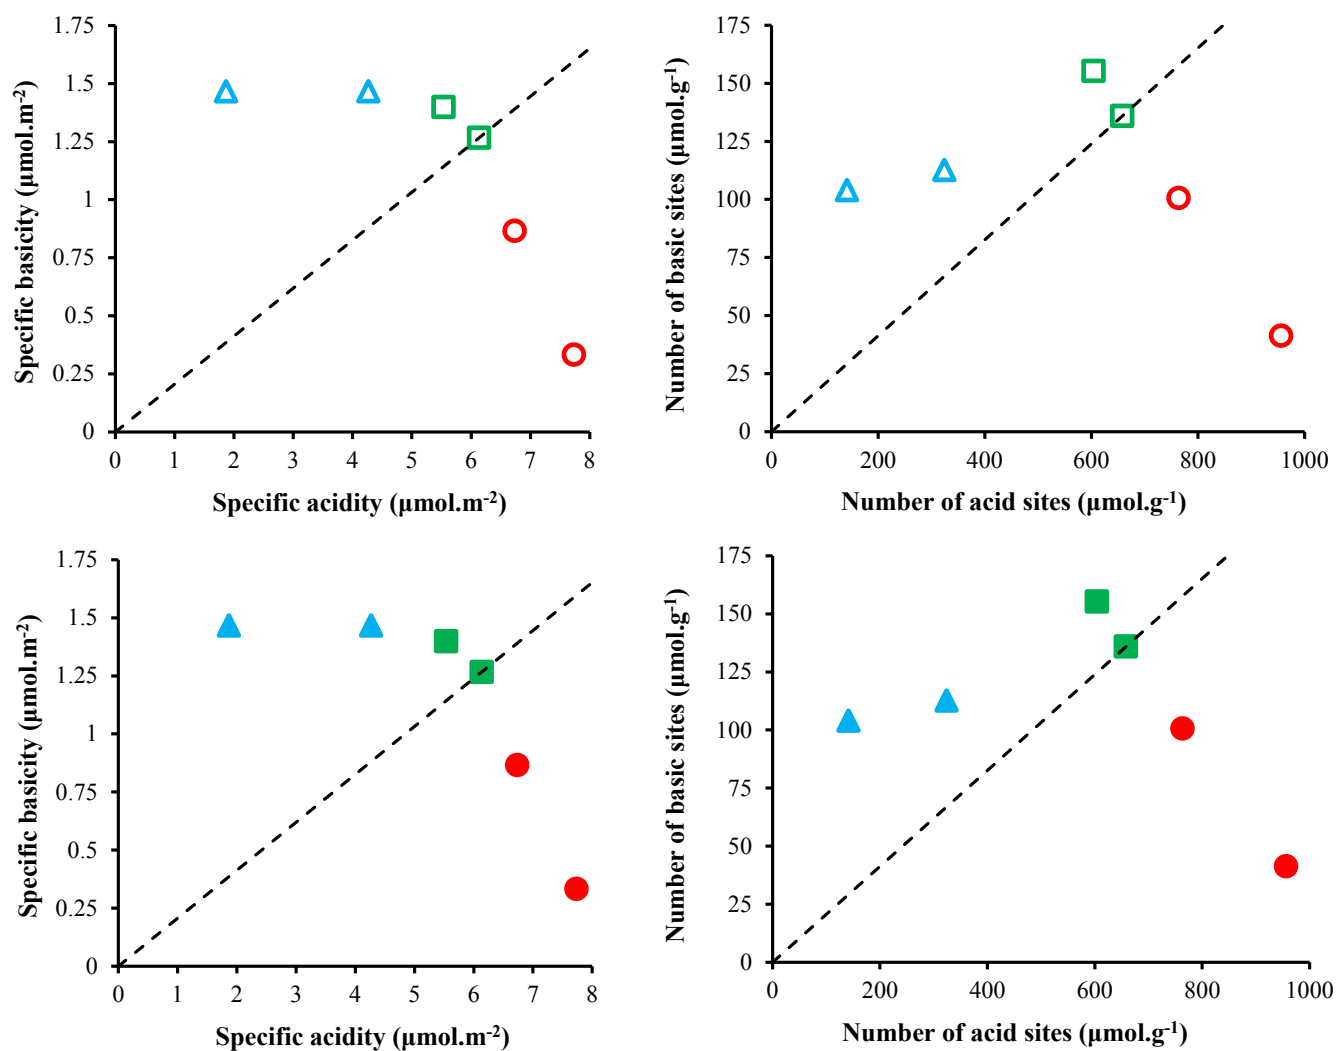 1.75
1.5
1.25
1
0.75
0.5
0.25
0
Specific basicity (µmol.m-2)
0 1 2 3 4 5 6 7 8
Specific acidity (µmol.m-2)
175
150
125
100
75
50
25
0
Number of basic sites (µmol.g-1)
0 200 400 600 800 1000
Number of acid sites (µmol.g-1)
1.75
1.5
1.25
1
0.75
0.5
0.25
0
Specific basicity (µmol.m-2)
0 1 2 3 4 5 6 7 8
Specific acidity (µmol.m-2)
175
150
125
100
75
50
25
0
Number of basic sites (µmol.g-1)
0 200 400 600 800 1000
Number of acid sites (µmol.g-1)